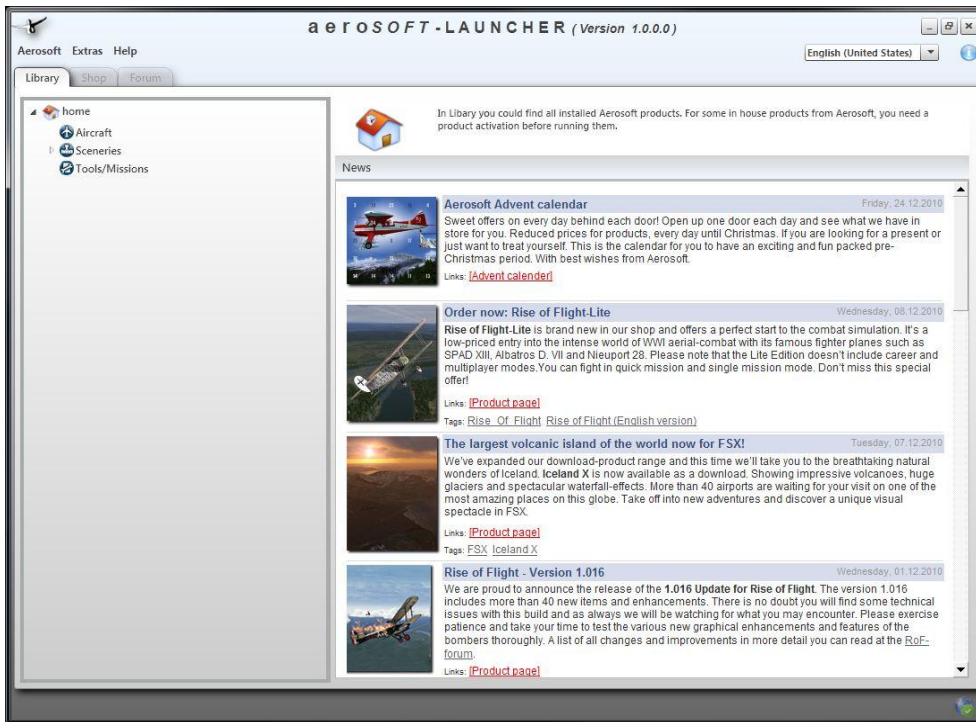 aeroSOFT-LAUNCHER (Version 1.0.0.0)
Aerosoft Extras Help
English (United States)
Library Shop Forum
home
Aircraft
Sceneries
Tools/Missions
In Libary you could find all installed Aerosoft products. For some in house products from Aerosoft, you need a
product activation before running them.
News
Aerosoft Advent calendar Friday, 24.12.2010
Sweet offers on every day behind each door! Open up one door each day and see what we have in
store for you. Reduced prices for products, every day until Christmas. If you are looking for a present or
just want to treat yourself. This is the calendar for you to have an exciting and fun packed pre-
Christmas period. With best wishes from Aerosoft.
Links: [Advent calender]
Order now: Rise of Flight-Lite Wednesday, 08.12.2010
Rise of Flight-Lite is brand new in our shop and offers a perfect start to the combat simulation. It's a
low-priced entry into the intense world of WWI aerial-combat with its famous fighter planes such as
SPAD XIII, Albatros D. VII and Nieuport 28. Please note that the Lite Edition doesn't include career and
multiplayer modes.You can fight in quick mission and single mission mode. Don't miss this special
offer!
Links: [Product page]
Tags: Rise_Of_Flight Rise of Flight (English version)
The largest volcanic island of the world now for FSX! Tuesday, 07.12.2010
We've expanded our download-product range and this time we'll take you to the breathtaking natural
wonders of Iceland. Iceland X is now available as a download. Showing impressive volcanoes, huge
glaciers and spectacular waterfall-effects. More than 40 airports are waiting for your visit on one of the
most amazing places on this globe. Take off into new adventures and discover a unique visual
spectacle in FSX.
Links: [Product page]
Tags: FSX Iceland X
Rise of Flight - Version 1.016 Wednesday, 01.12.2010
We are proud to announce the release of the 1.016 Update for Rise of Flight. The version 1.016
includes more than 40 new items and enhancements. There is no doubt you will find some technical
issues with this build and as always we will be watching for what you may encounter. Please exercise
patience and take your time to test the various new graphical enhancements and features of the
bombers thoroughly. A list of all changes and improvements in more detail you can read at the RoF-
forum.
Links: [Product page]